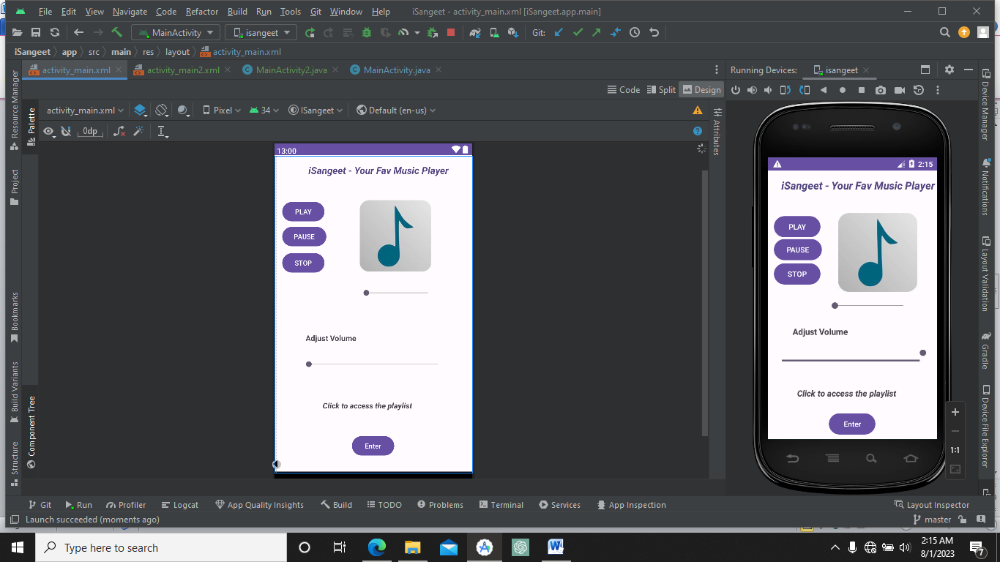 File Edit View Navigate Code Refactor Build Run Tools Git Window Help iSangeet - activity_main.xml [iSangeet.app.main]
MainActivity isangeet Git:
iSangeet app src main res layout activity_main.xml
activity_main.xml activity_main2.xml MainActivity2.java MainActivity.java Running Devices: isangeet
Code Split Design
activity_main.xml Pixel 34 ISangeet Default (en-us)
0dp
Resource Manager
Project
Bookmarks
Build Variants
Structure
Palette
Component Tree
Attributes
13:00
iSangeet - Your Fav Music Player
PLAY
PAUSE
STOP
Adjust Volume
Click to access the playlist
Enter
2:15
iSangeet - Your Fav Music Player
PLAY
PAUSE
STOP
Adjust Volume
Click to access the playlist
Enter
1:1
Device Manager
Notifications
Layout Validation
Gradle
Device File Explorer
Git Run Profiler Logcat App Quality Insights Build TODO Problems Terminal Services App Inspection Layout Inspector
Launch succeeded (moments ago) master
Type here to search
2:15 AM
8/1/2023
7